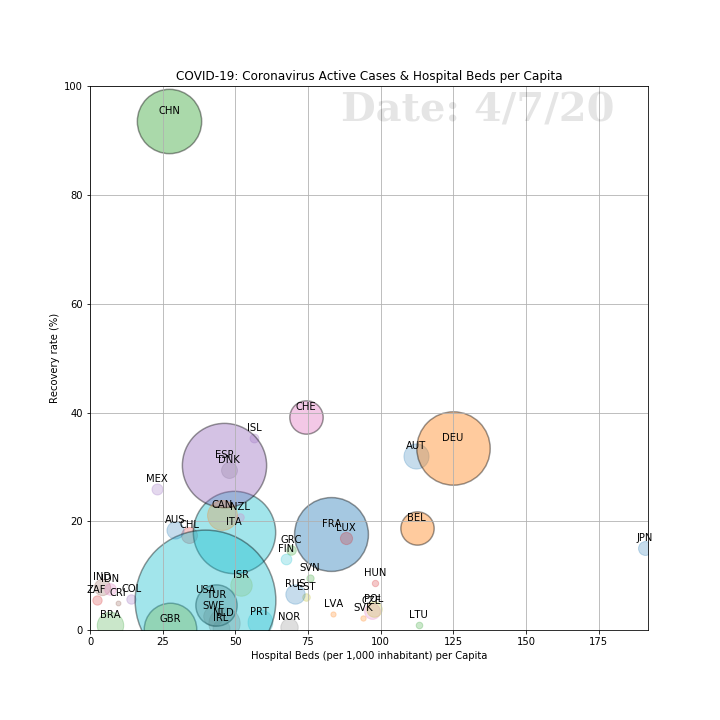 COVID-19: Coronavirus Active Cases & Hospital Beds per Capita
Date: 4/7/20
100
CHN
80
60
Recovery rate (%)
40
CHE
ISL
DEU
AUT
ESP
DNK
MEX
20
CAN
NZL
ITA
AUS
CHL
FRA
LUX
BEL
GRC
FIN
JPN
SVN
HUN
ISR
IND
IDN
ZAF
CRI
COL
USA
TUR
RUS
EST
POL
CZE
SVK
LVA
SWE
NLD
IRL
PRT
NOR
LTU
BRA
GBR
0
0
25
50
75
100
125
150
175
Hospital Beds (per 1,000 inhabitant) per Capita